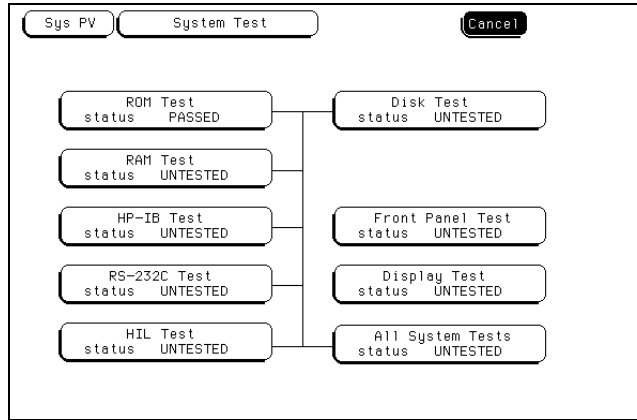 Sys PV System Test Cancel
ROM Test
status PASSED
Disk Test
status UNTESTED
RAM Test
status UNTESTED
HP-IB Test
status UNTESTED
Front Panel Test
status UNTESTED
RS-232C Test
status UNTESTED
Display Test
status UNTESTED
HIL Test
status UNTESTED
All System Tests
status UNTESTED